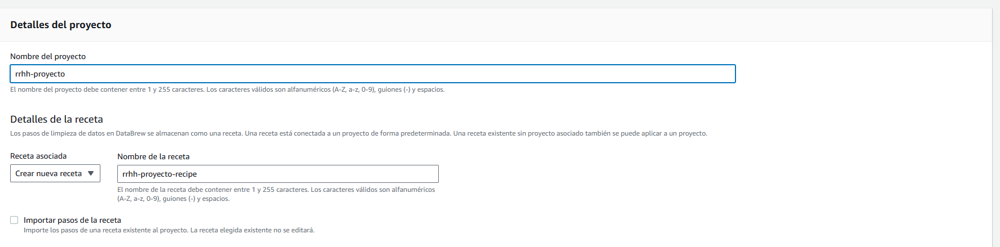 Detalles del proyecto
Nombre del proyecto
rrhh-proyecto
El nombre del proyecto debe contener entre 1 y 255 caracteres. Los caracteres válidos son alfanuméricos (A-Z, a-z, 0-9), guiones (-) y espacios.
Detalles de la receta
Los pasos de limpieza de datos en DataBrew se almacenan como una receta. Una receta está conectada a un proyecto de forma predeterminada. Una receta existente sin proyecto asociado también se puede aplicar a un proyecto.
Receta asociada
Crear nueva receta
Nombre de la receta
rrhh-proyecto-recipe
El nombre de la receta debe contener entre 1 y 255 caracteres. Los caracteres válidos son alfanuméricos
(A-Z, a-z, 0-9), guiones (-) y espacios.
Importar pasos de la receta
Importe los pasos de una receta existente al proyecto. La receta elegida existente no se editará.